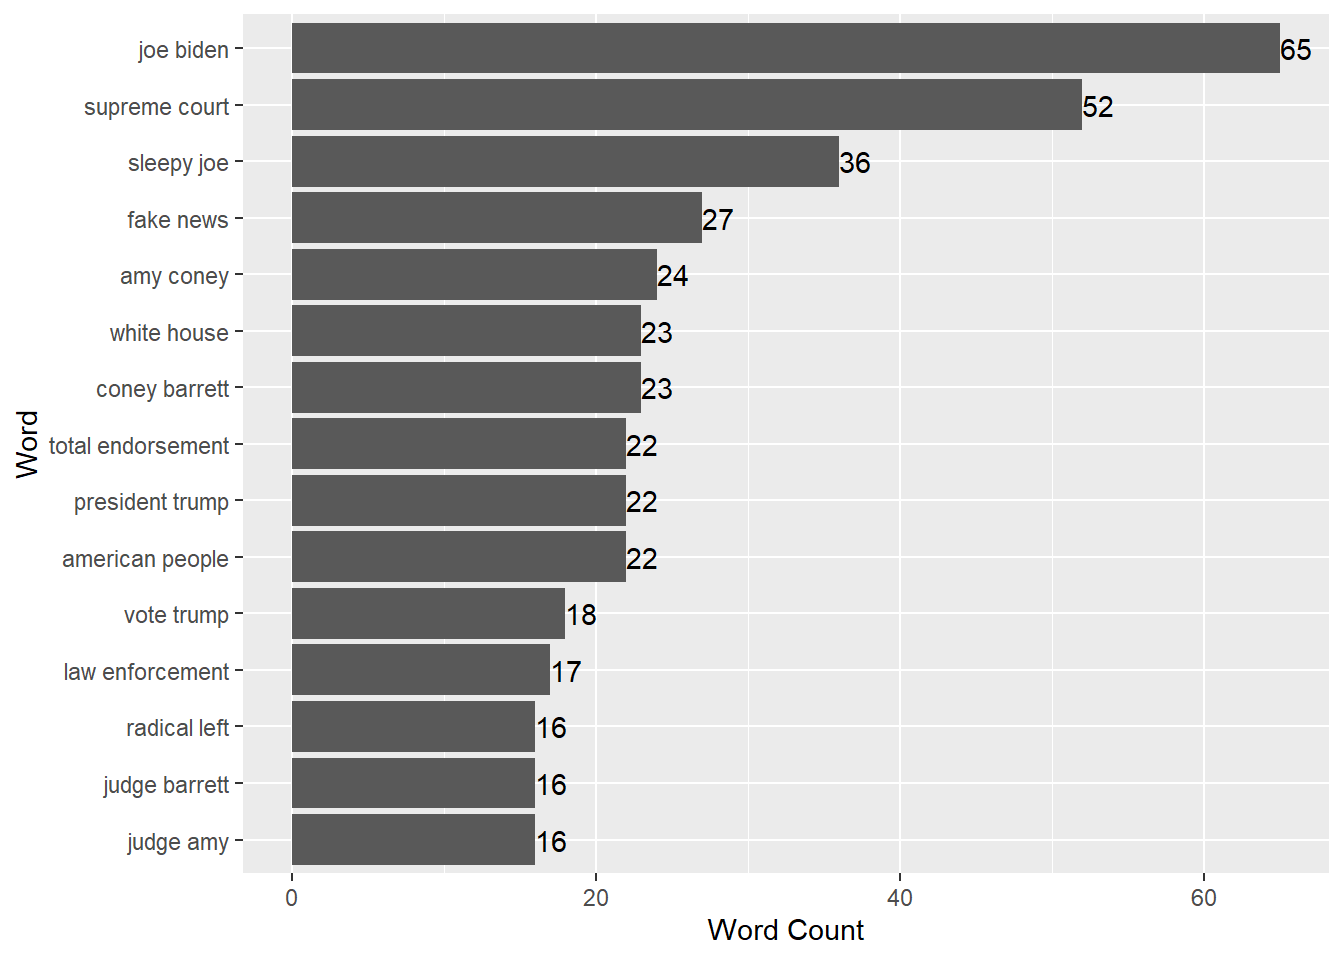 joe biden 65
supreme court 52
sleepy joe 36
fake news 27
amy coney 24
white house 23
coney barrett 23
total endorsement 22
president trump 22
american people 22
vote trump 18
law enforcement 17
radical left 16
judge barrett 16
judge amy 16
Word
0 20 40 60
Word Count